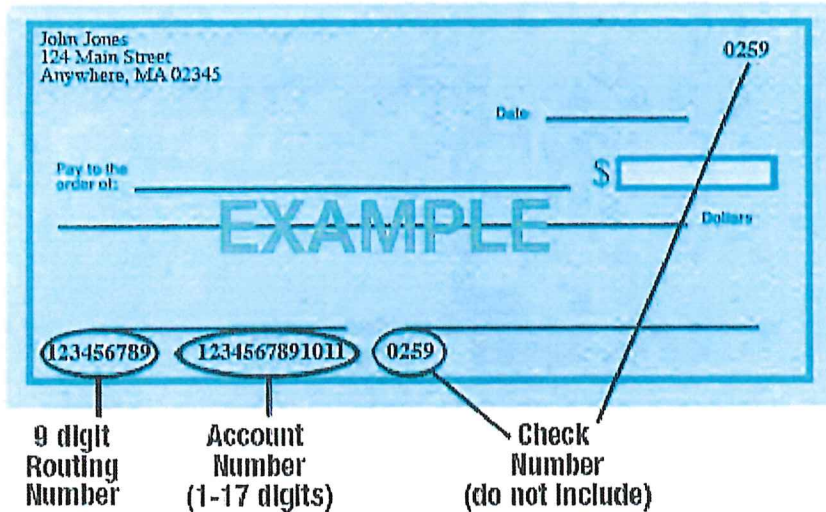 John Jones
124 Main Street
Anywhere, MA 02345
0259
Date
Pay to the
order of:
$
EXAMPLE
Dollars
123456789 1234567891011 0259
9 digit
Routing
Number
Account
Number
(1-17 digits)
Check
Number
(do not include)